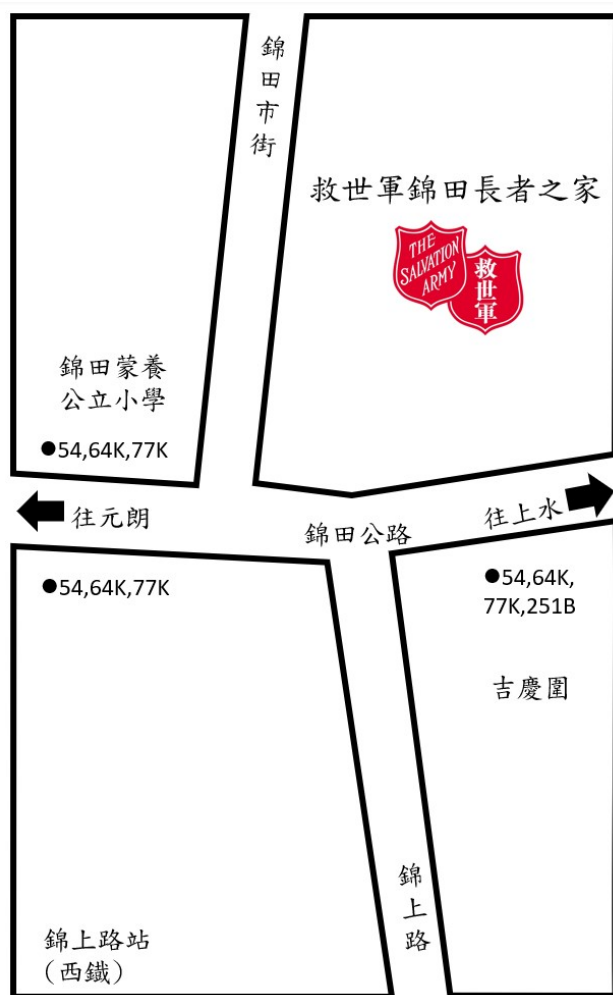 錦田市街
救世軍錦田長者之家
THE
SALVATION
ARMY
救世軍
錦田蒙養
公立小學
●54,64K,77K
往元朗
錦田公路
往上水
●54,64K,77K
●54,64K,
77K,251B
吉慶圍
錦上路
錦上路站
(西鐵)